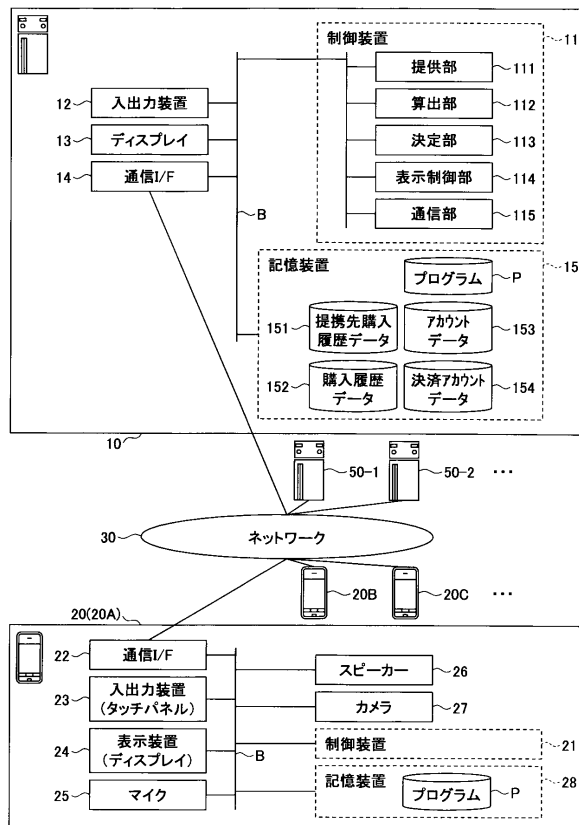 制御装置
11
提供部
111
12
入出力装置
算出部
112
13
ディスプレイ
決定部
113
14
通信I/F
表示制御部
114
B
通信部
115
記憶装置
15
プログラム
P
151
提携先購入
履歴データ
アカウント
データ
153
152
購入履歴
データ
決済アカウント
データ
154
10
50-1
50-2
...
30
ネットワーク
20B
20C
...
20(20A)
22
通信I/F
スピーカー
26
23
入出力装置
(タッチパネル)
カメラ
27
24
表示装置
(ディスプレイ)
B
制御装置
21
記憶装置
28
25
マイク
プログラム
P